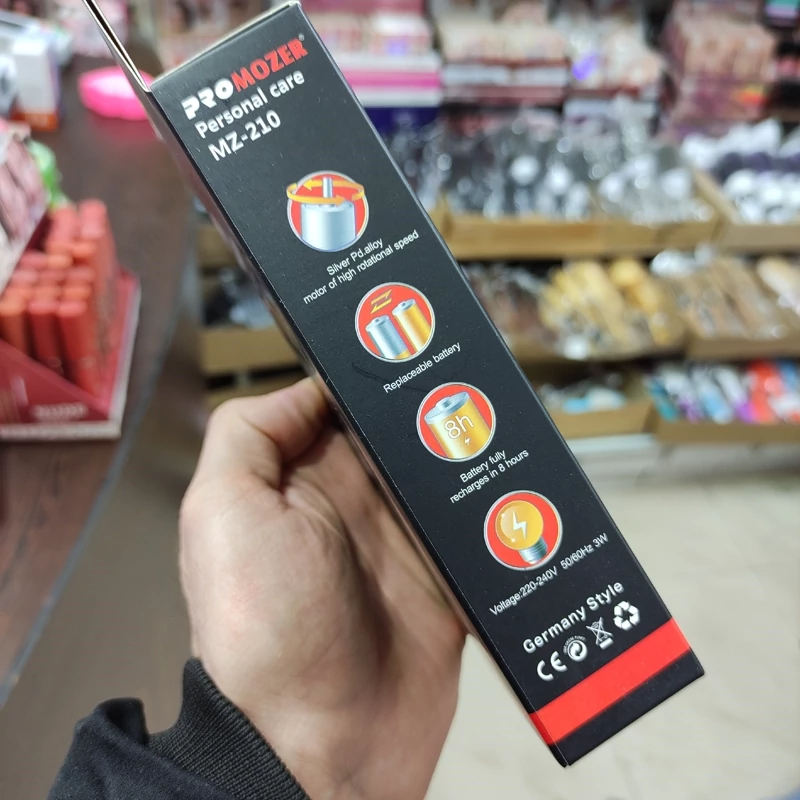 PROMOZER®
Personal care
MZ-210
Silver Pd.alloy
motor of high rotational speed
Replaceable battery
8h
Battery fully
recharges in 8 hours
Voltage:220-240V 50/60Hz 3W
Germany Style
CE